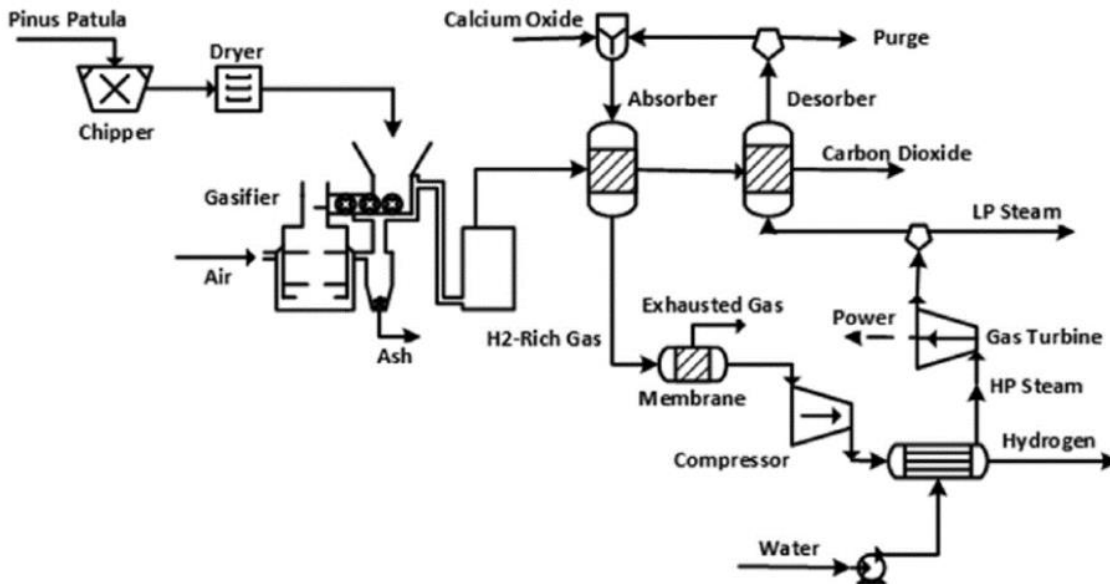 Pinus Patula
Calcium Oxide
Purge
Dryer
Chipper
Absorber
Desorber
Carbon Dioxide
Gasifier
LP Steam
Air
Exhausted Gas
Power
Gas Turbine
H2-Rich Gas
Ash
HP Steam
Membrane
Compressor
Hydrogen
Water